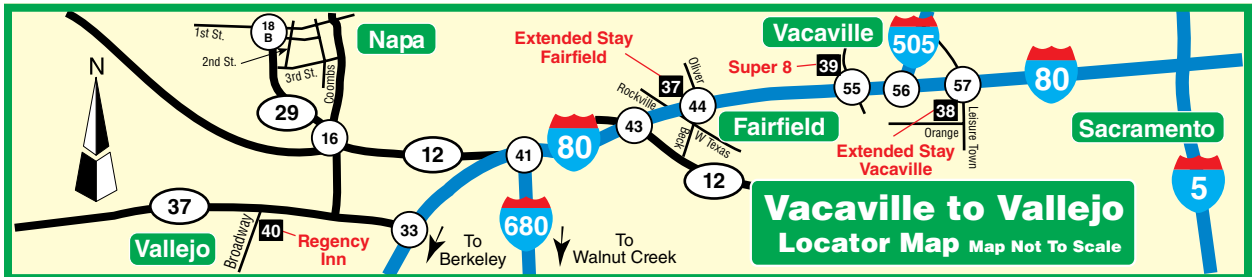 18
B
Napa
1st St.
2nd St.
3rd St.
Coombs
N
29
16
12
37
Vallejo
Broadway
40
Regency
Inn
33
To
Berkeley
41
80
680
To
Walnut Creek
Extended Stay
Fairfield
37
Oliver
Rockville
44
43
Beck
W Texas
12
Fairfield
Vacaville
Super 8
39
55
505
56
57
80
38
Orange
Leisure Town
Extended Stay
Vacaville
Sacramento
5
Vacaville to Vallejo
Locator Map Map Not To Scale